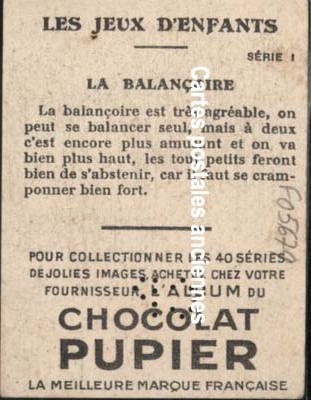 LES JEUX D'ENFANTS
SÉRIE I
LA BALANÇOIRE
La balançoire est très agréable, on
peut se balancer seul, mais à deux
c'est encore plus amusant et on va
bien plus haut, les tout petits feront
bien de s'abstenir, car il faut se cram-
ponner bien fort.
POUR COLLECTIONNER LES 40 SÉRIES
DE JOLIES IMAGES, ACHETEZ CHEZ VOTRE
FOURNISSEUR L'ALBUM DU
CHOCOLAT
PUPIER
LA MEILLEURE MARQUE FRANÇAISE
Cartes postales anciennes